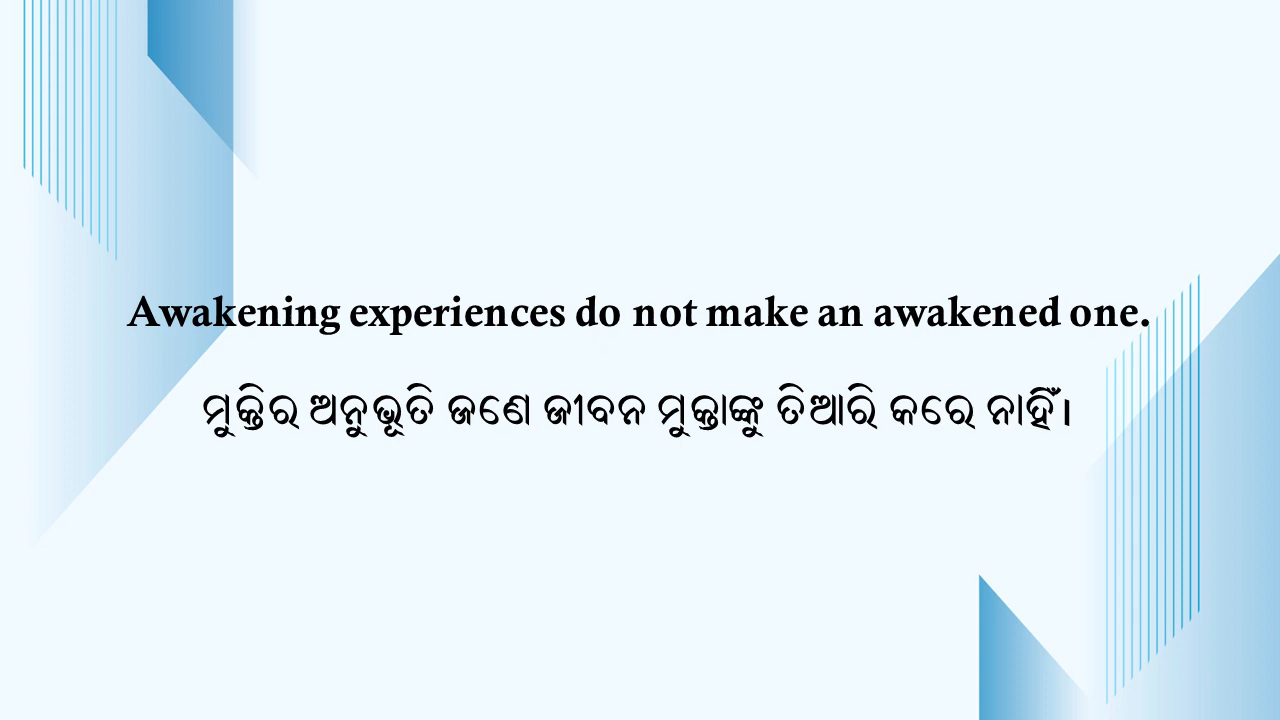 Awakening experiences do not make an awakened one.
ମୁକ୍ତିର ଅନୁଭୂତି ଜଣେ ଜୀବନ ମୁକ୍ତାଙ୍କୁ ତିଆରି କରେ ନାହିଁ।